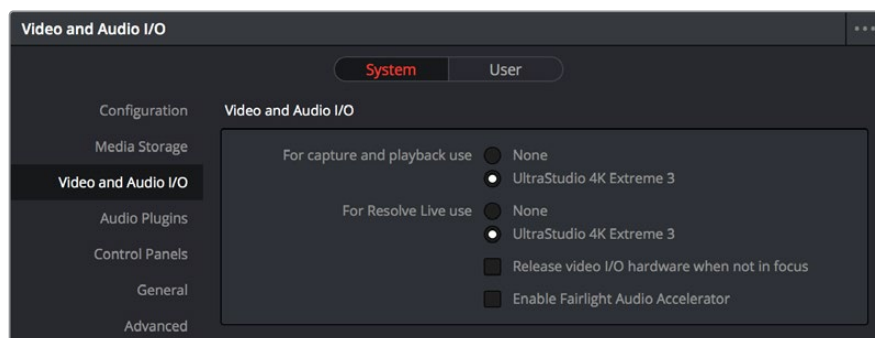 Video and Audio I/O
System User
Configuration
Video and Audio I/O
Media Storage
For capture and playback use None
Video and Audio I/O
UltraStudio 4K Extreme 3
Audio Plugins
For Resolve Live use None
UltraStudio 4K Extreme 3
Control Panels
Release video I/O hardware when not in focus
General
Enable Fairlight Audio Accelerator
Advanced